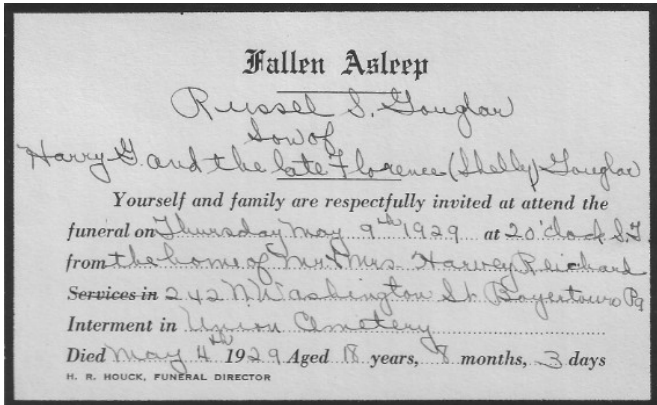 Fallen Asleep
Russel S. Gouglar
Son of
Harry G. and the late Florence (Shelly) Gouglar
Yourself and family are respectfully invited at attend the
funeral on Thursday May 9th 1929 at 2 O'clock S.T.
from the home of Mr & Mrs Harvey Reichard
Services in 242 N. Washington St. Boyertown Pa
Interment in Union Cemetery
Died May 4th 1929 Aged 18 years, 8 months, 3 days
H. R. HOUCK, FUNERAL DIRECTOR